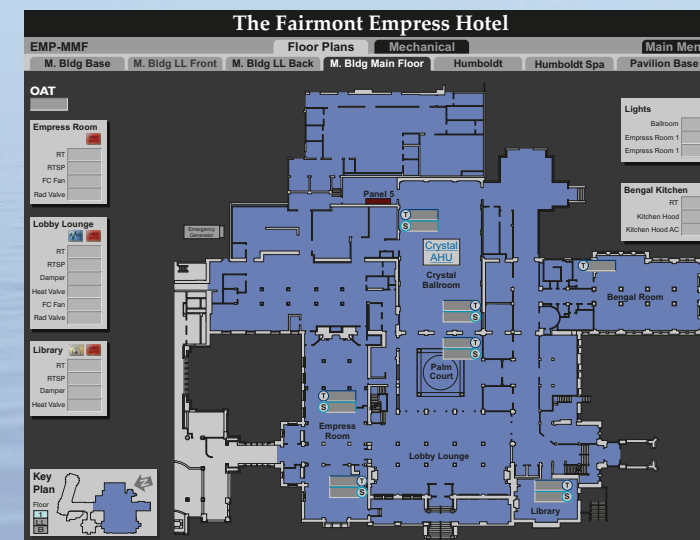 The Fairmont Empress Hotel
EMP-MMF
Floor Plans
Mechanical
Main Men
M. Bldg Base
M. Bldg LL Front
M. Bldg LL Back
M. Bldg Main Floor
Humboldt
Humboldt Spa
Pavilion Base
OAT
Empress Room
RT
RTSP
FC Fan
Rad Valve
Lobby Lounge
RT
RTSP
Damper
Heat Valve
FC Fan
Rad Valve
Library
RT
RTSP
Damper
Heat Valve
Key
Plan
Floor
1
LL
B
Emergency
Generator
Panel 5
T
S
Crystal
AHU
Crystal
Ballroom
T
S
T
S
Palm
Court
T
S
Empress
Room
Lobby Lounge
T
S
T
S
Library
T
Bengal Room
Lights
Ballroom
Empress Room 1
Empress Room 1
Bengal Kitchen
RT
Kitchen Hood
Kitchen Hood AC